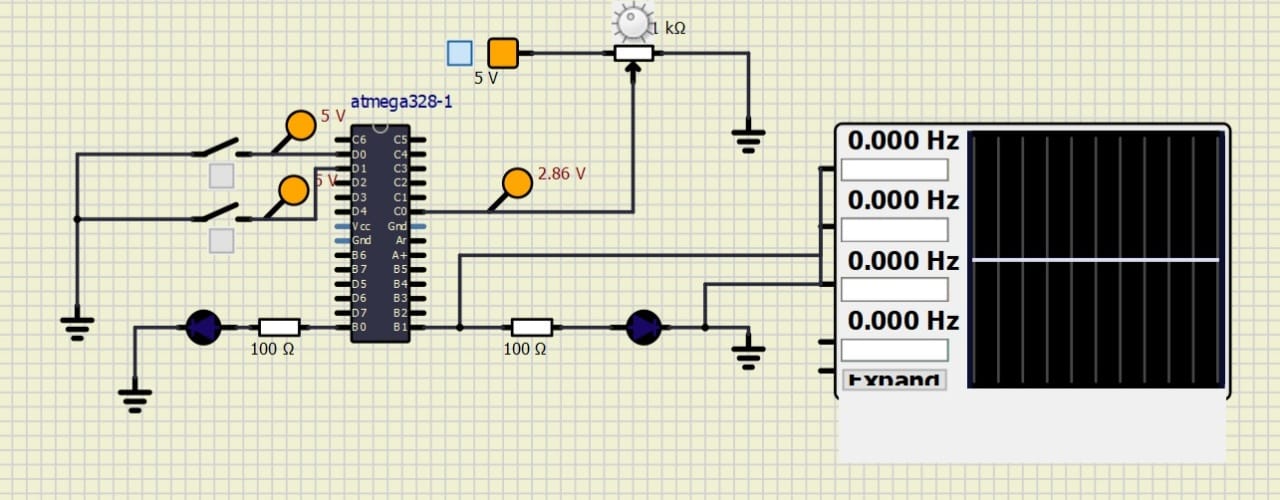 1 kΩ
5 V
atmega328-1
5 V
C6 C5
D0 C4
D1 C3
D2 C2
D3 C1
D4 C0
Vcc Gnd
Gnd Ar
B6 A+
B7 B5
D5 B4
D6 B3
D7 B2
B0 B1
2.86 V
100 Ω
100 Ω
0.000 Hz
0.000 Hz
0.000 Hz
0.000 Hz
Expand